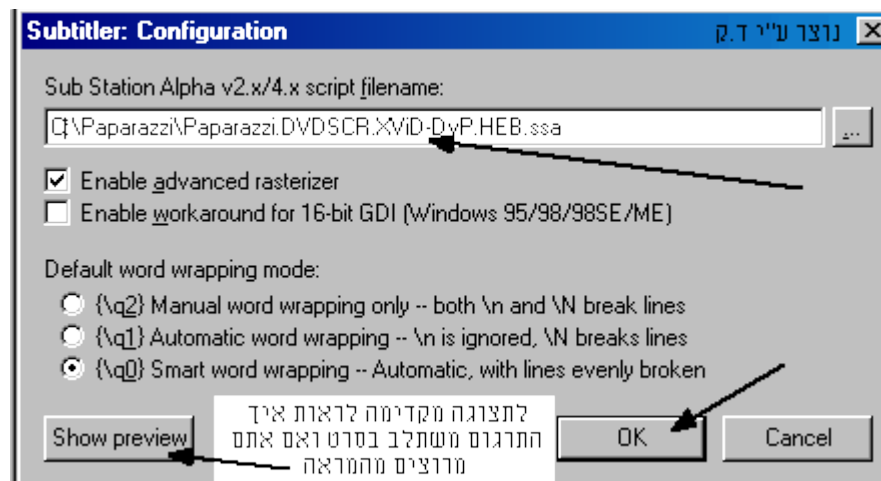 Subtitler: Configuration נוצר ע"י ד.ק
Sub Station Alpha v2.x/4.x script filename:
C:\Paparazzi\Paparazzi.DVDSCR.XViD-DvP.HEB.ssa ...
Enable advanced rasterizer
Enable workaround for 16-bit GDI (Windows 95/98/98SE/ME)
Default word wrapping mode:
{\q2} Manual word wrapping only -- both \n and \N break lines
{\q1} Automatic word wrapping -- \n is ignored, \N breaks lines
{\q0} Smart word wrapping -- Automatic, with lines evenly broken
Show preview
לתצוגה מקדימה לראות איך
התרגום משתלב בסרט ואם אתם
מרוצים מהמראה
OK
Cancel